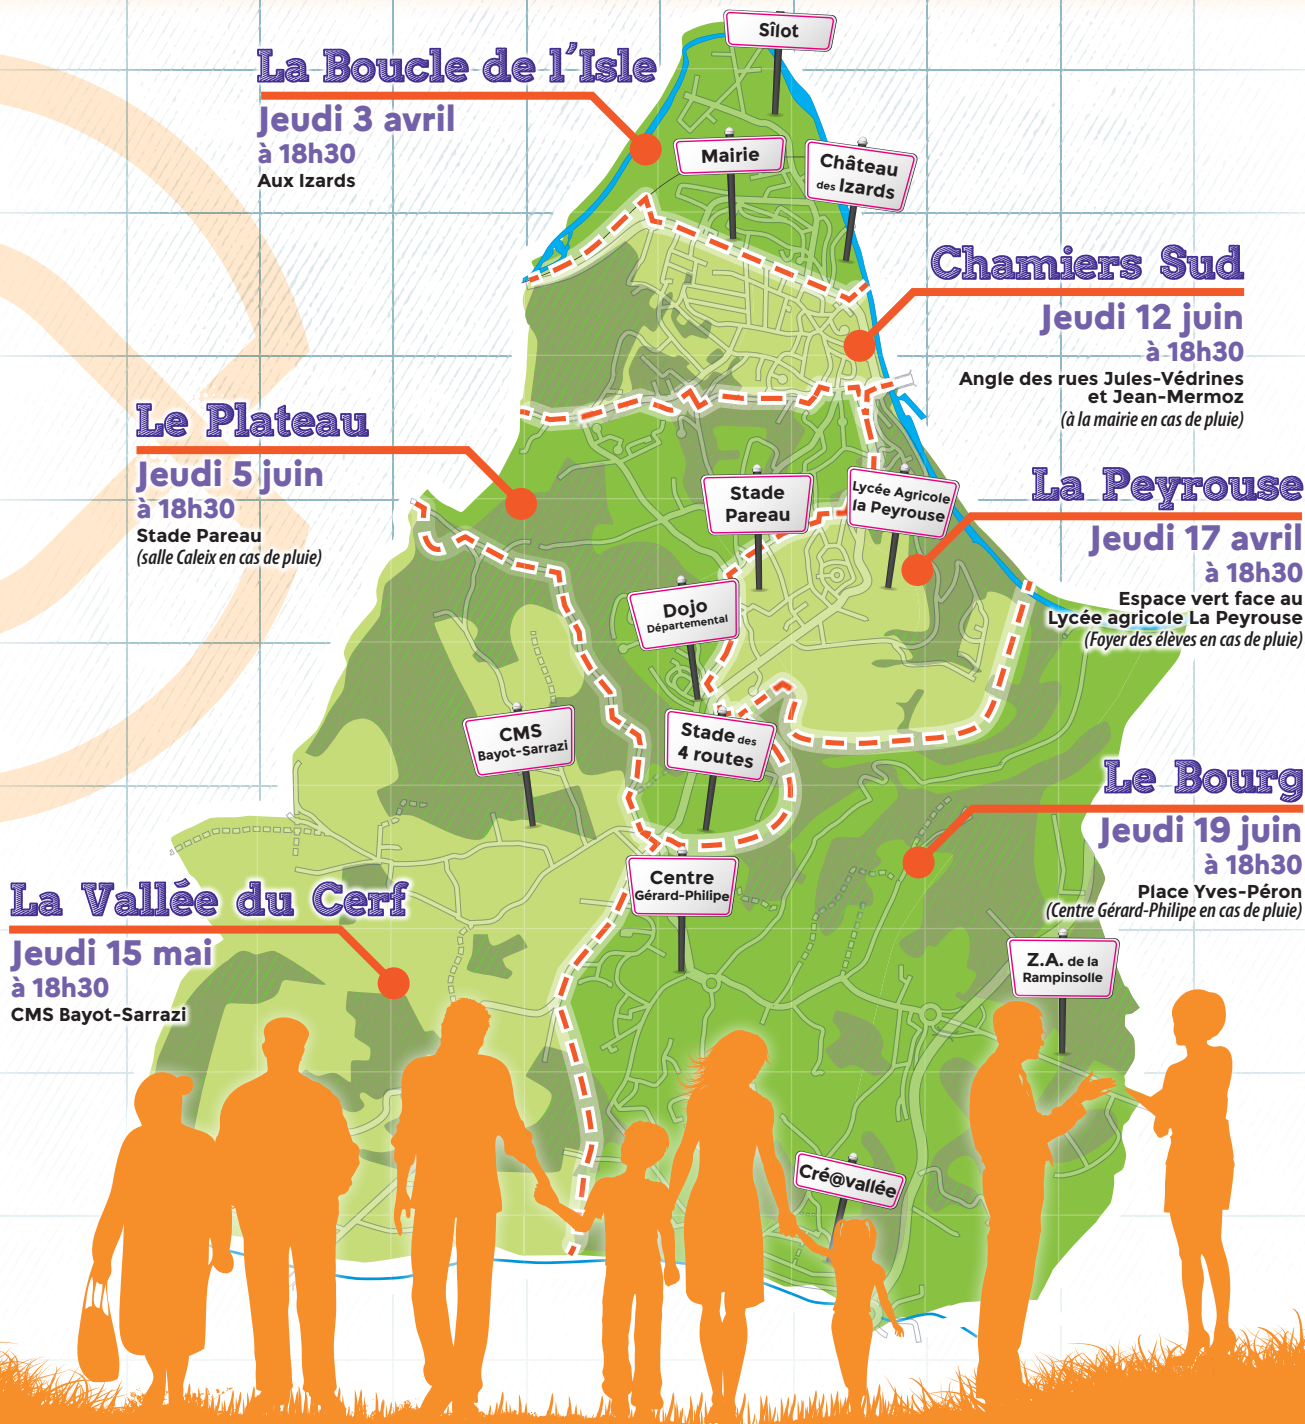 Sîlot
La Boucle de l'Isle
Jeudi 3 avril
à 18h30
Aux Izards
Mairie
Château
des Izards
Chamiers Sud
Jeudi 12 juin
à 18h30
Angle des rues Jules-Védrines
et Jean-Mermoz
(à la mairie en cas de pluie)
Le Plateau
Jeudi 5 juin
à 18h30
Stade Pareau
(salle Caleix en cas de pluie)
Stade
Pareau
Lycée Agricole
la Peyrouse
La Peyrouse
Jeudi 17 avril
à 18h30
Espace vert face au
Lycée agricole La Peyrouse
(Foyer des élèves en cas de pluie)
Dojo
Départemental
CMS
Bayot-Sarrazi
Stade des
4 routes
Le Bourg
Jeudi 19 juin
à 18h30
Place Yves-Péron
(Centre Gérard-Philipe en cas de pluie)
Centre
Gérard-Philipe
La Vallée du Cerf
Jeudi 15 mai
à 18h30
CMS Bayot-Sarrazi
Z.A. de la
Rampinsolle
Cré@vallée